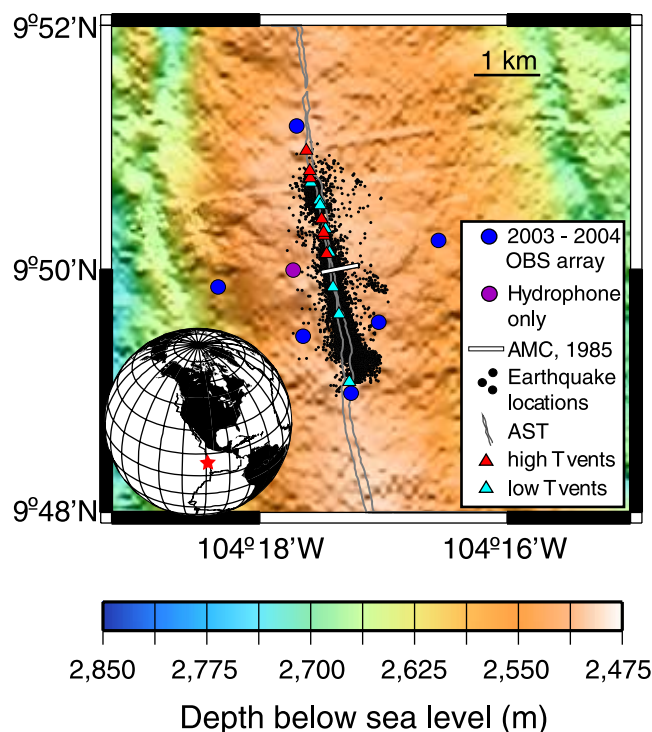 9º52'N
1 km
2003 - 2004
OBS array
9º50'N
Hydrophone
only
AMC, 1985
Earthquake
locations
AST
high T vents
low T vents
9º48'N
104º18'W 104º16'W
2,850 2,775 2,700 2,625 2,550 2,475
Depth below sea level (m)